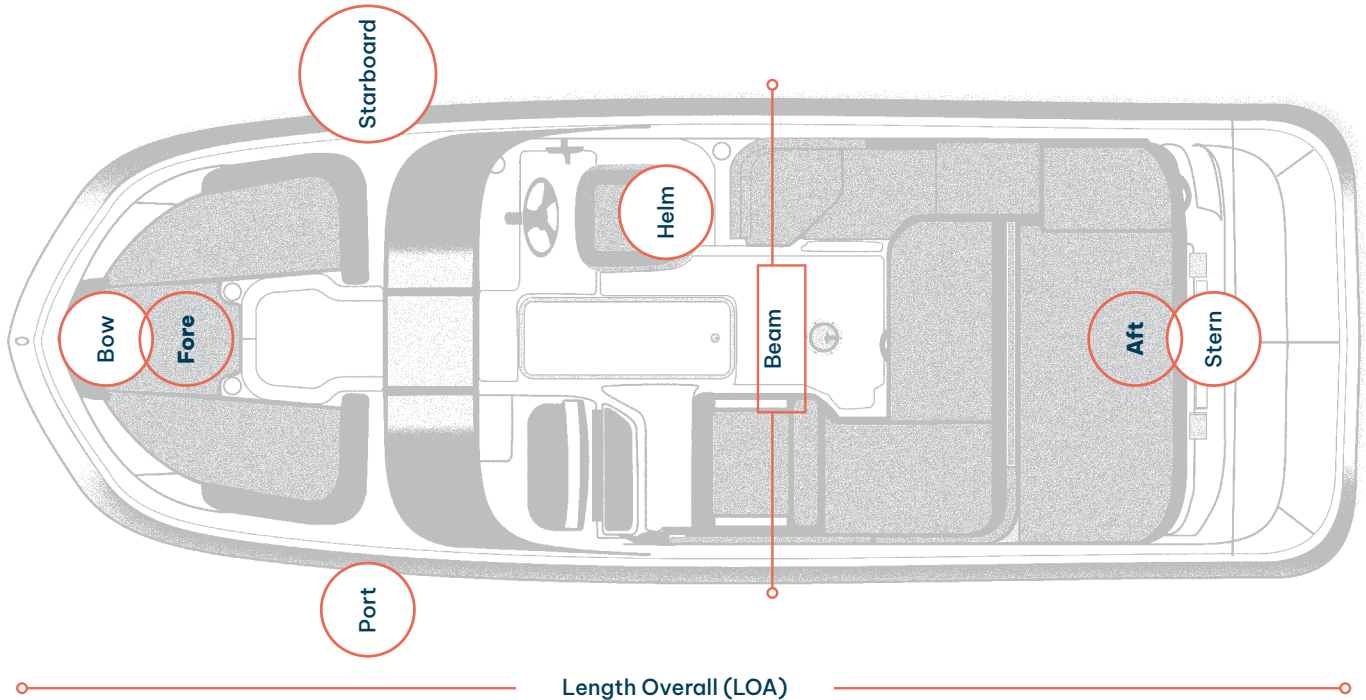 Starboard
Helm
Bow
Fore
Beam
Aft
Stern
Port
Length Overall (LOA)